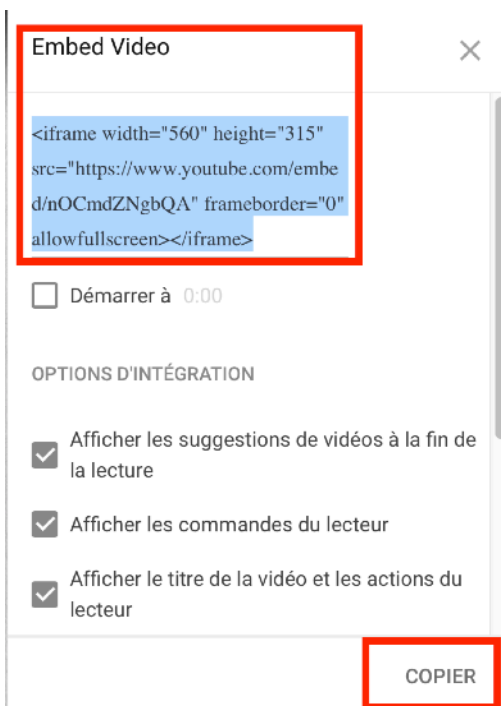 Embed Video
<iframe width="560" height="315"
src="https://www.youtube.com/embe
d/nOCmdZNgbQA" frameborder="0"
allowfullscreen></iframe>
Démarrer à 0:00
OPTIONS D'INTÉGRATION
Afficher les suggestions de vidéos à la fin de
la lecture
Afficher les commandes du lecteur
Afficher le titre de la vidéo et les actions du
lecteur
COPIER